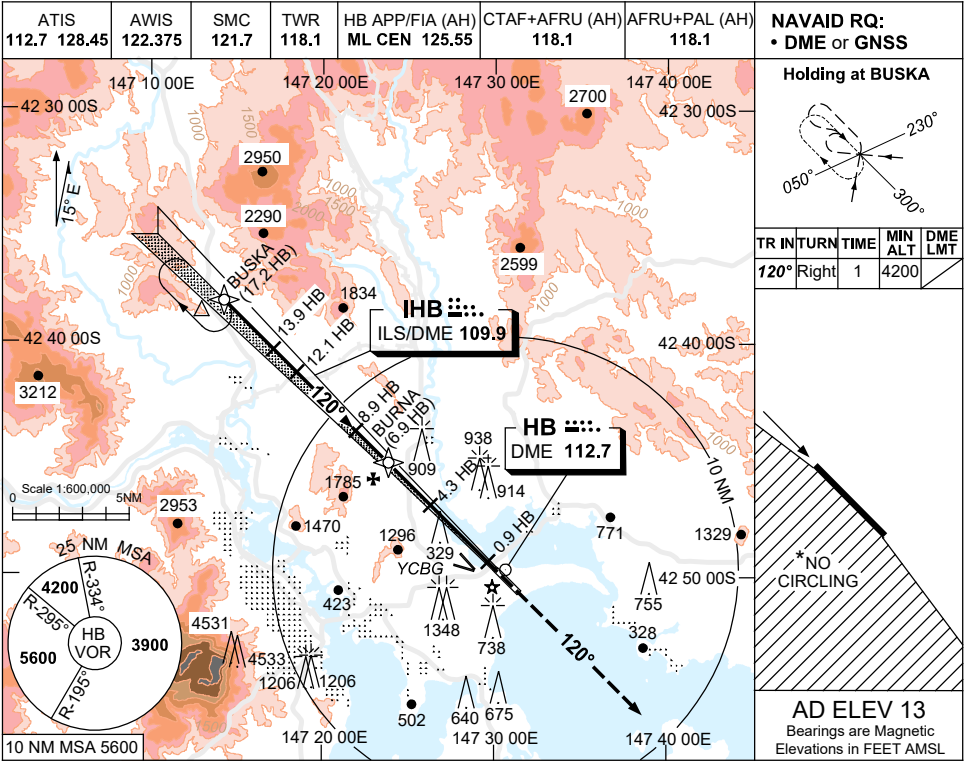 ATIS
112.7 128.45
AWIS
122.375
SMC
121.7
TWR
118.1
HB APP/FIA (AH)
ML CEN 125.55
CTAF+AFRU (AH)
118.1
AFRU+PAL (AH)
118.1
NAVAID RQ:
• DME or GNSS
147 10 00E
147 20 00E
147 30 00E
147 40 00E
42 30 00S
42 30 00S
1000
2700
2950
1000
1500
2000
15° E
2290
1000
2599
1000
1000
BUSKA
(17.2 HB)
13.9 HB
1834
12.1 HB
IHB
ILS/DME 109.9
42 40 00S
42 40 00S
3212
120°
8.9 HB
BURNA
(6.9 HB)
1000
1500
909
938
914
HB
DME 112.7
10 NM
Scale 1:600,000
0
5NM
1785
4.3 HB
2953
1470
1296
329
0.9 HB
771
1329
YCBG
42 50 00S
25 NM MSA
4200
R-334°
R-295°
HB
VOR
3900
5600
R-195°
10 NM MSA 5600
423
1348
738
755
328
4531
4533
1206
1206
120°
502
640
675
1500
147 20 00E
147 30 00E
147 40 00E
Holding at BUSKA
230°
050°
300°
TR IN
TURN
TIME
MIN
ALT
DME
LMT
120°
Right
1
4200
*NO
CIRCLING
AD ELEV 13
Bearings are Magnetic
Elevations in FEET AMSL